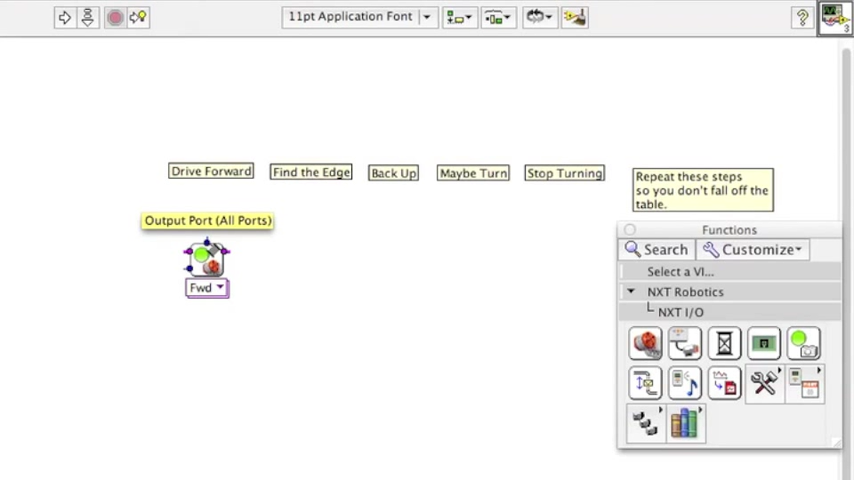 11pt Application Font
?
3
Drive Forward
Find the Edge
Back Up
Maybe Turn
Stop Turning
Repeat these steps
so you don't fall off the
table.
Output Port (All Ports)
Fwd
Functions
Search
Customize
Select a VI...
NXT Robotics
NXT I/O